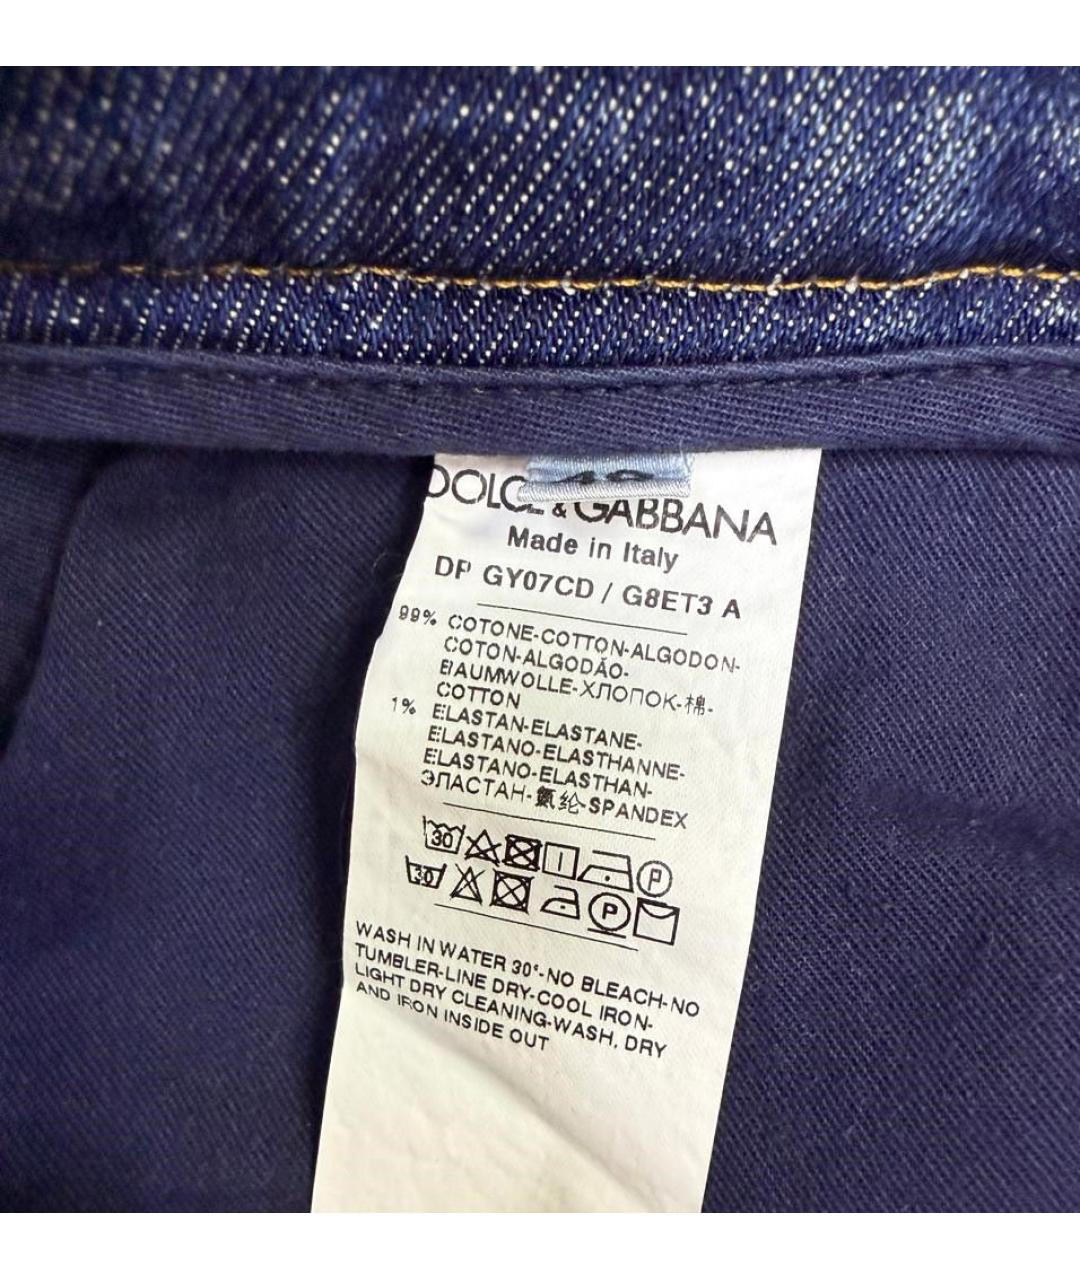 DOLCE & GABBANA
Made in Italy
DP GY07CD / G8ET3 A
99% COTONE-COTTON-ALGODON-
COTON-ALGODÃO-
BAUMWOLLE-ХЛОПОК-棉-
COTTON
1% ELASTAN-ELASTANE-
ELASTANO-ELASTHANNE-
ELASTANO-ELASTHAN-
ЭЛАСТАН-氨纶-SPANDEX
30 P
30 P
WASH IN WATER 30°-NO BLEACH-NO
TUMBLER-LINE DRY-COOL IRON-
LIGHT DRY CLEANING-WASH, DRY
AND IRON INSIDE OUT